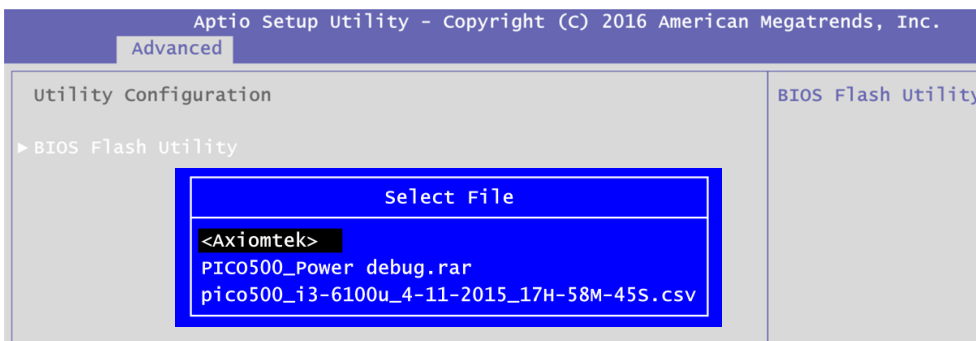 Aptio Setup Utility - Copyright (C) 2016 American Megatrends, Inc.
Advanced
Utility Configuration
BIOS Flash Utility
▶BIOS Flash Utility
Select File
<Axiomtek>
PICO500_Power debug.rar
pico500_i3-6100u_4-11-2015_17H-58M-45S.csv